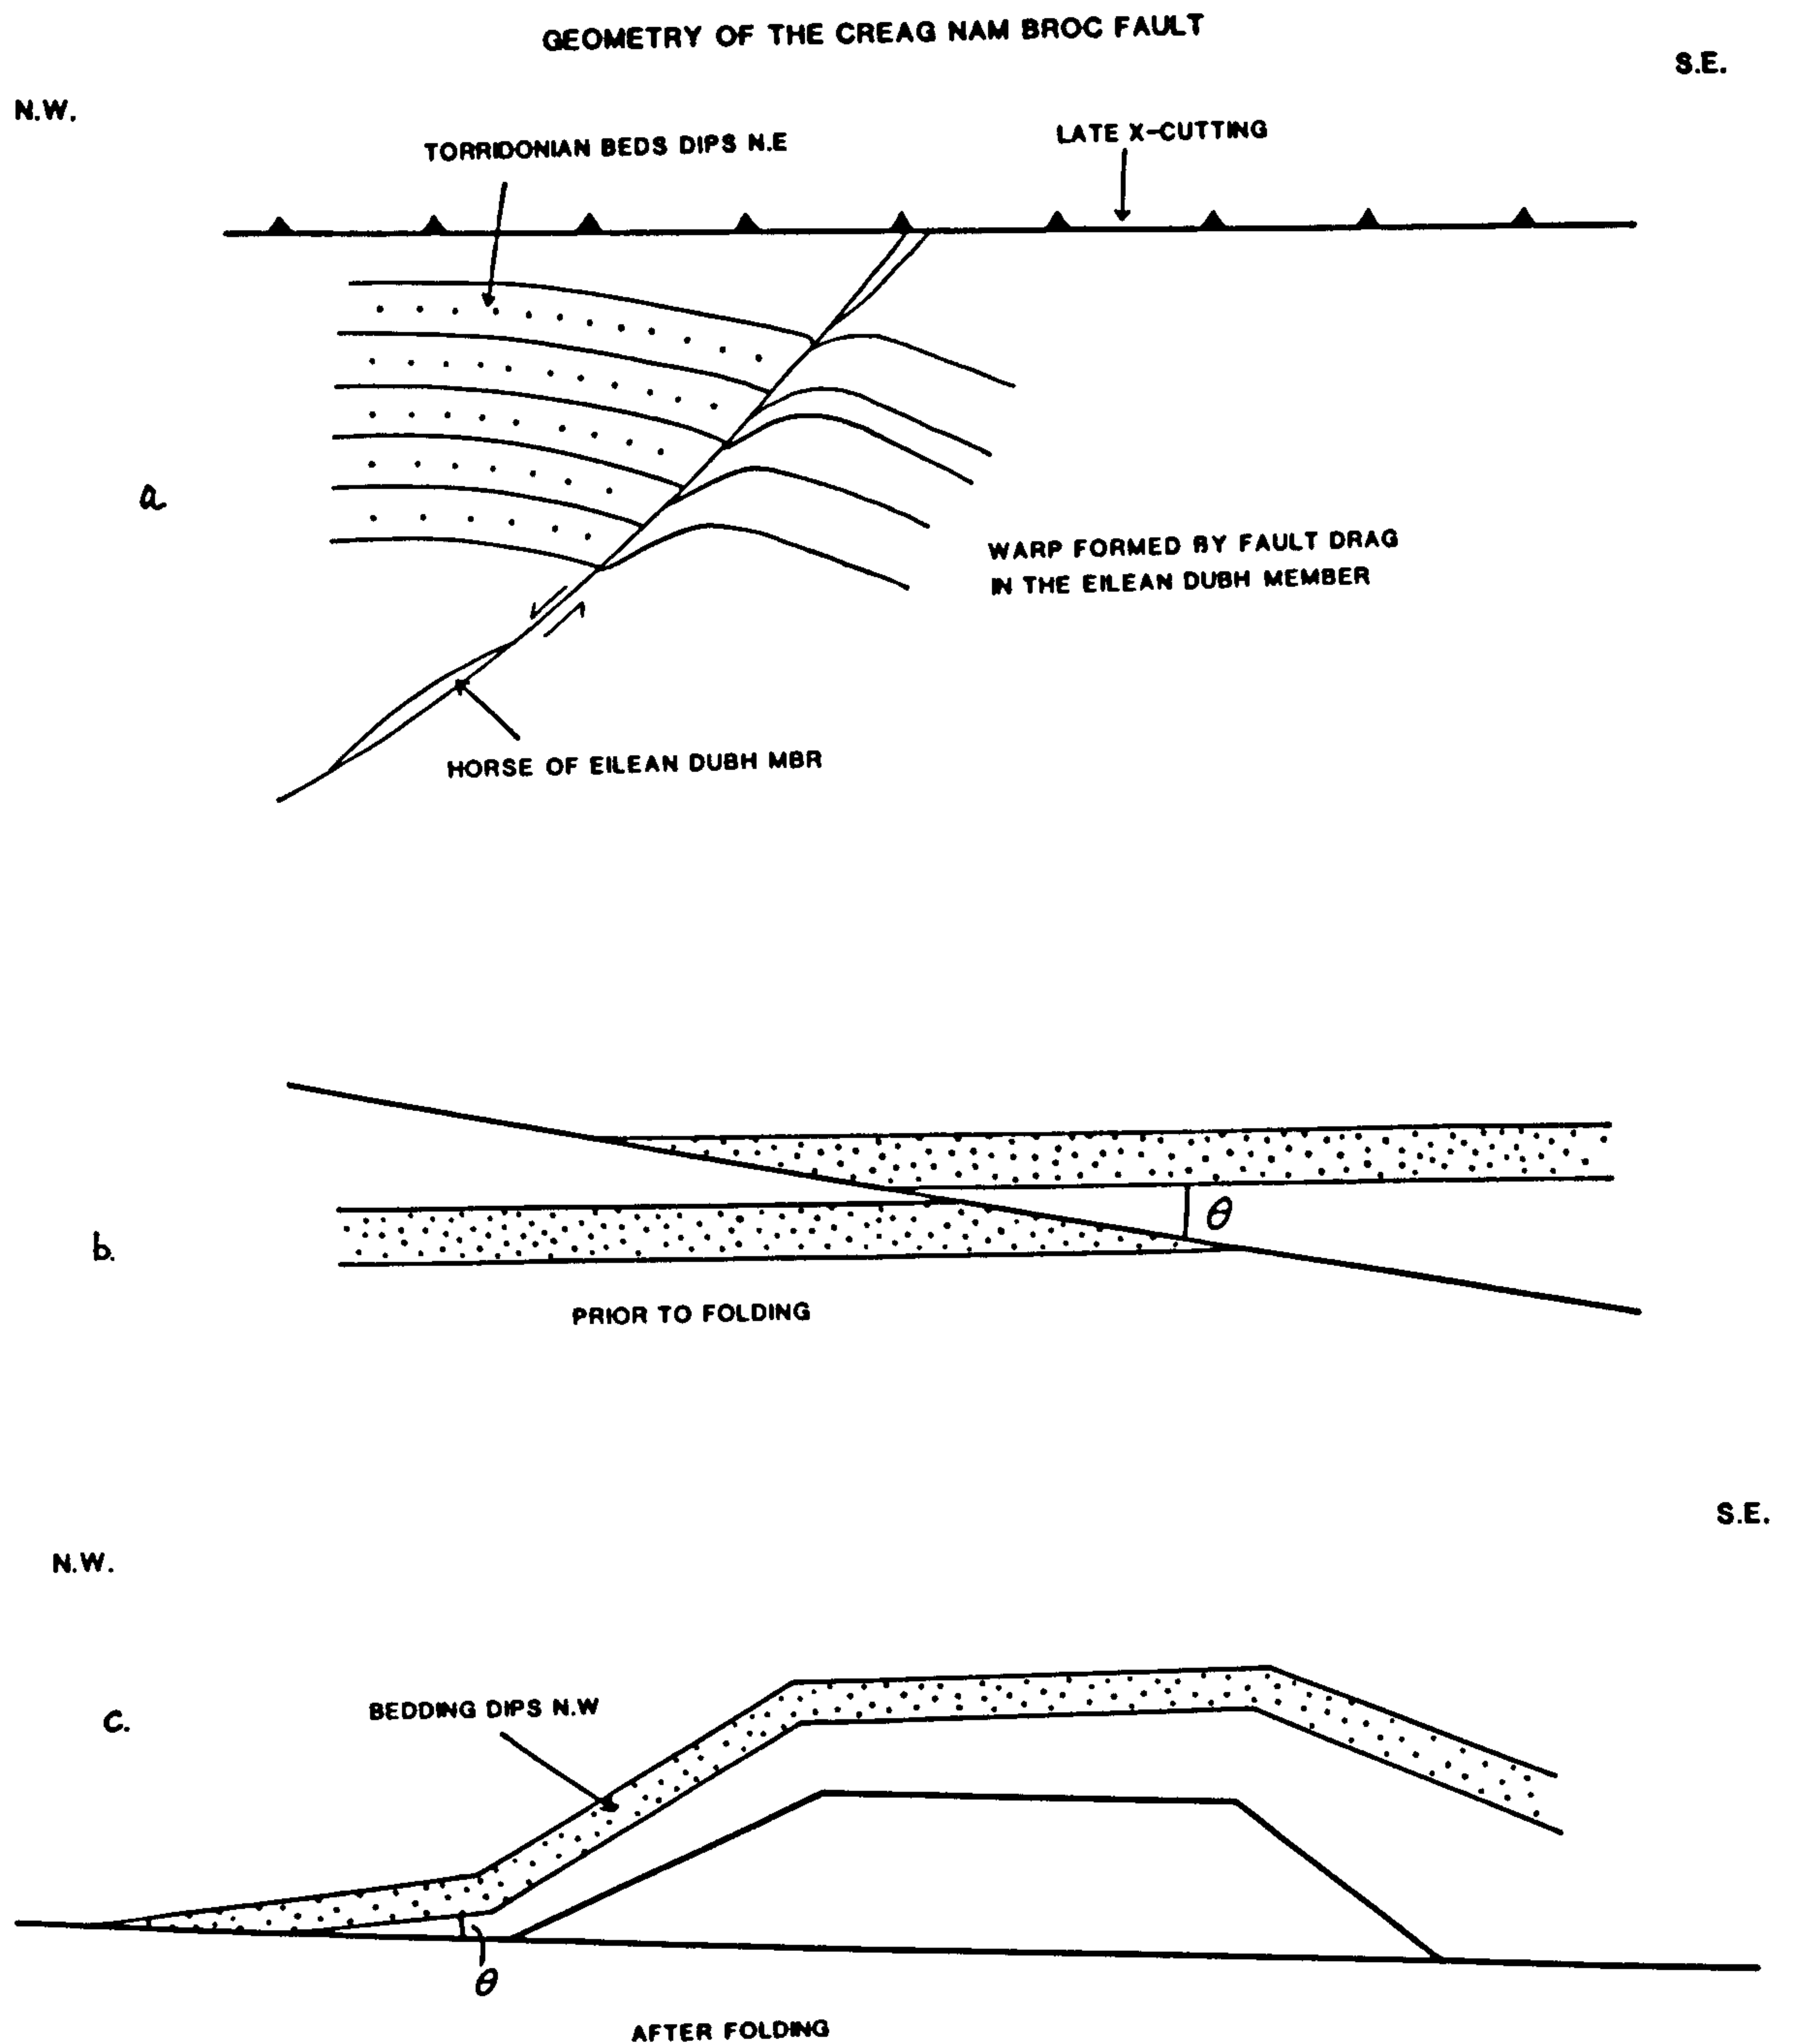 GEOMETRY OF THE CREAG NAM BROC FAULT
S.E.
N.W.
LATE X-CUTTING
TORRIDONIAN BEDS DIPS N.E
a
WARP FORMED BY FAULT DRAG
IN THE EILEAN DUBH MEMBER
HORSE OF EILEAN DUBH MBR
θ
b.
PRIOR TO FOLDING
S.E.
N.W.
BEDDING DIPS N.W
c.
θ
AFTER FOLDING